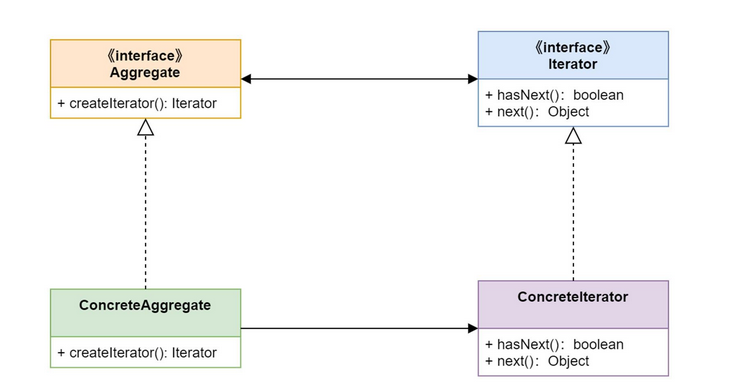 《interface》
Aggregate
+ createIterator(): Iterator
《interface》
Iterator
+ hasNext()： boolean
+ next()： Object
ConcreteAggregate
+ createIterator(): Iterator
ConcreteIterator
+ hasNext()： boolean
+ next()： Object